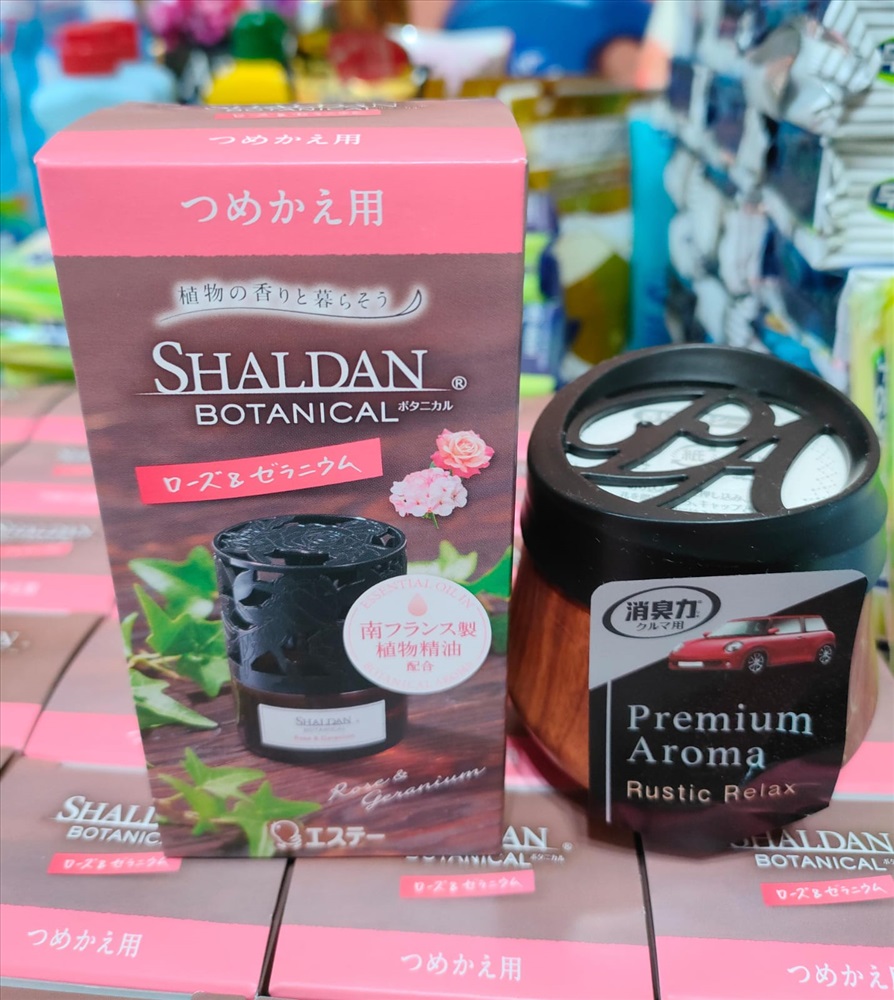 SHALDAN
つめかえ用
つめかえ用
植物の香りと暮らそう
SHALDAN®
BOTANICAL ボタニカル
ローズ&ゼラニウム
ESSENTIAL OIL IN
南フランス製
植物精油
配合
SHALDAN
BOTANICAL
Rose & Geranium
Rose &
Geranium
エステー
PA
消臭力
クルマ用
Premium
Aroma
Rustic Relax
SHAL
BOTANIC
ローズ&ゼラニウム
つめかえ用
AN
BOTANICAL ボタニカル
ローズ&ゼラニウム
つめかえ用
SHALDAN
BOTANICAL
ローズ&ゼラニウム
つめかえ